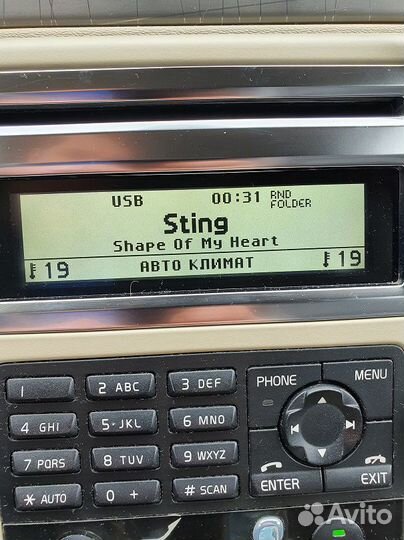 USB 00:31 RND
FOLDER
Sting
Shape Of My Heart
19 АВТО КЛИМАТ 19
1 2 ABC 3 DEF PHONE MENU
4 GHI 5 JKL 6 MNO
7 PQRS 8 TUV 9 WXYZ
* AUTO 0 + # SCAN ENTER EXIT
Avito